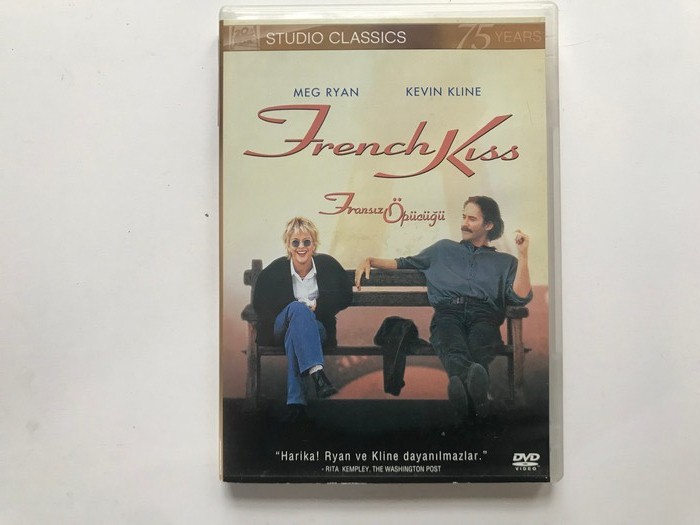 STUDIO CLASSICS 75 YEARS
MEG RYAN KEVIN KLINE
French Kiss
Fransız Öpücüğü
"Harika! Ryan ve Kline dayanılmazlar."
- RITA KEMPLEY, THE WASHINGTON POST
DVD
VIDEO